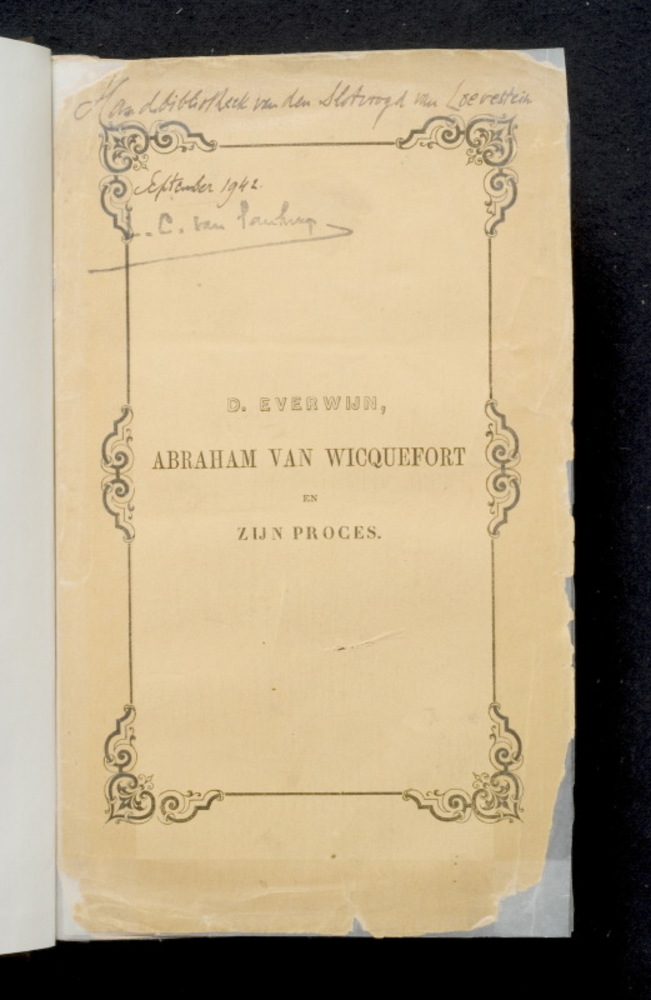 Handbibliotheek van den Slotvoogd van Loevestein
September 1942.
C. van
D. EVERWIJN,
ABRAHAM VAN WICQUEFORT
EN
ZIJN PROCES.